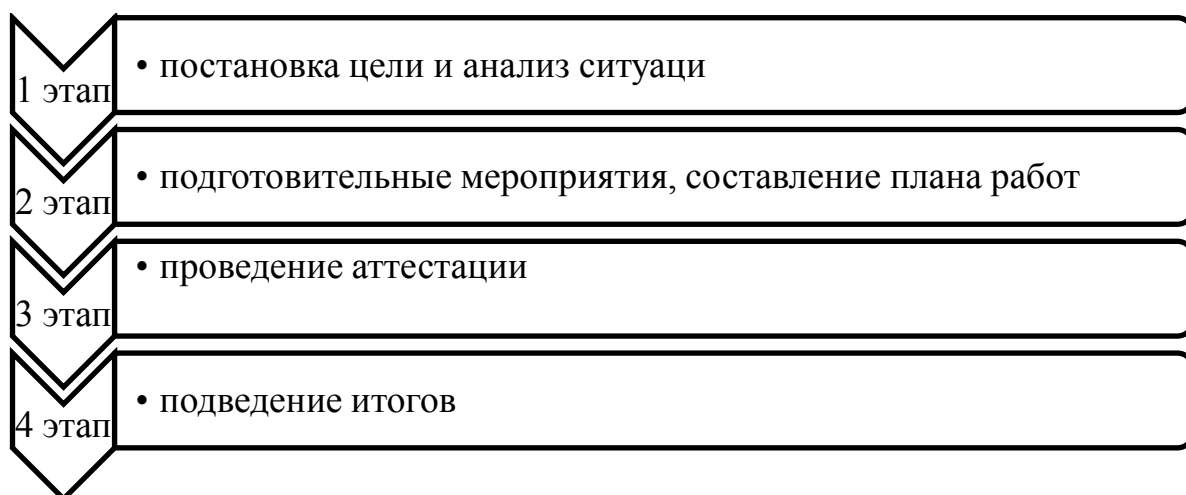 1 этап
• постановка цели и анализ ситуаци
2 этап
• подготовительные мероприятия, составление плана работ
3 этап
• проведение аттестации
4 этап
• подведение итогов